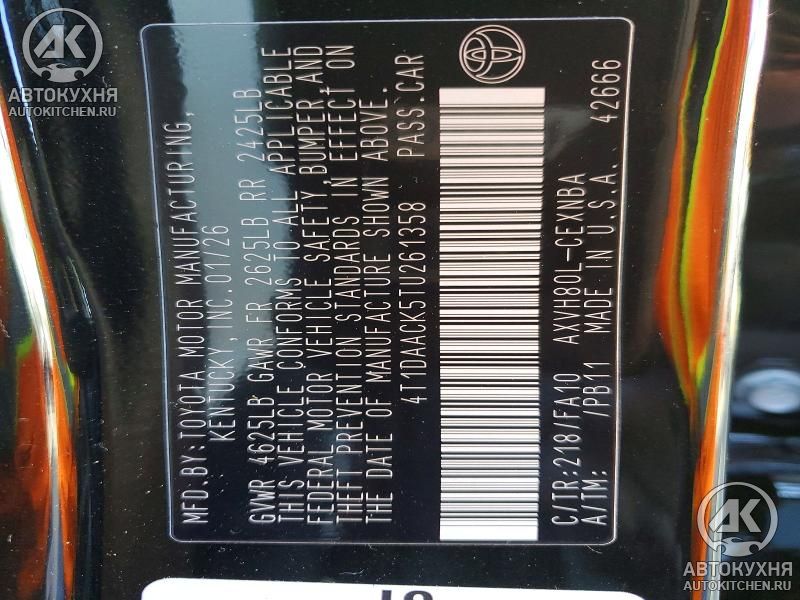 MFD.BY:TOYOTA MOTOR MANUFACTURING,
KENTUCKY,INC.01/26
GVWR 4625LB GAWR FR 2625LB RR 2425LB
THIS VEHICLE CONFORMS TO ALL APPLICABLE
FEDERAL MOTOR VEHICLE SAFETY,BUMPER,AND
THEFT PREVENTION STANDARDS IN EFFECT ON
THE DATE OF MANUFACTURE SHOWN ABOVE.
4T1DAACK5TU261358 PASS.CAR
C/TR:218/FA10 AXVH80L-CEXNBA
A/TM: /PB11 MADE IN U.S.A. 42666
АК
АВТОКУХНЯ
AUTOKITCHEN.RU
АК
АВТОКУХНЯ
AUTOKITCHEN.RU